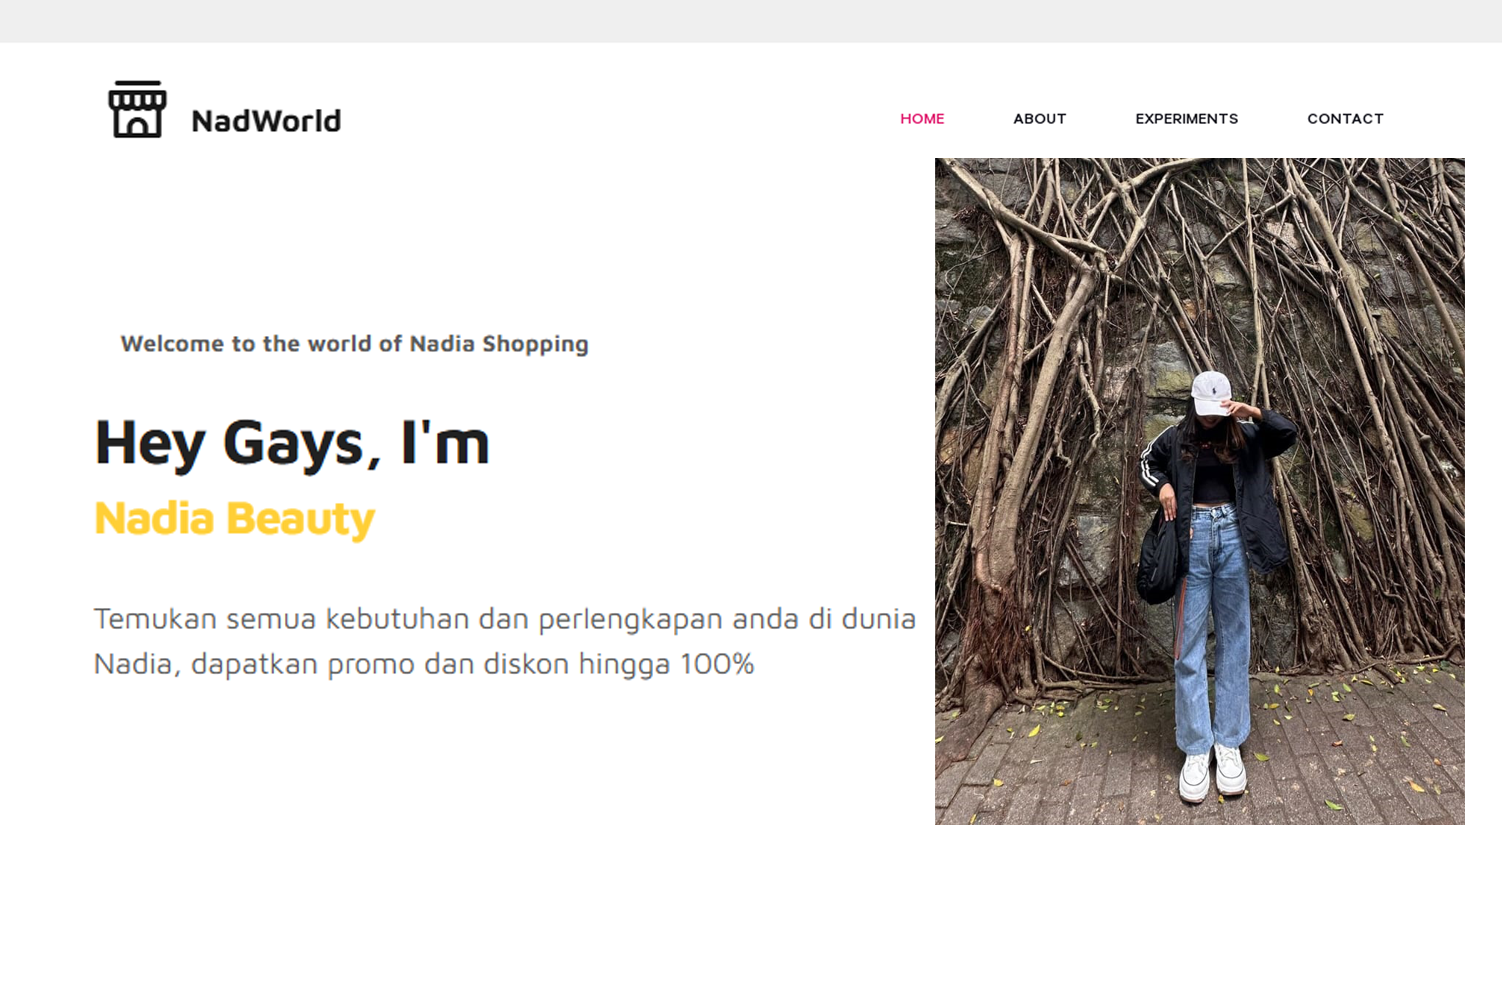 NadWorld
HOME ABOUT EXPERIMENTS CONTACT
Welcome to the world of Nadia Shopping
Hey Gays, I'm
Nadia Beauty
Temukan semua kebutuhan dan perlengkapan anda di dunia
Nadia, dapatkan promo dan diskon hingga 100%